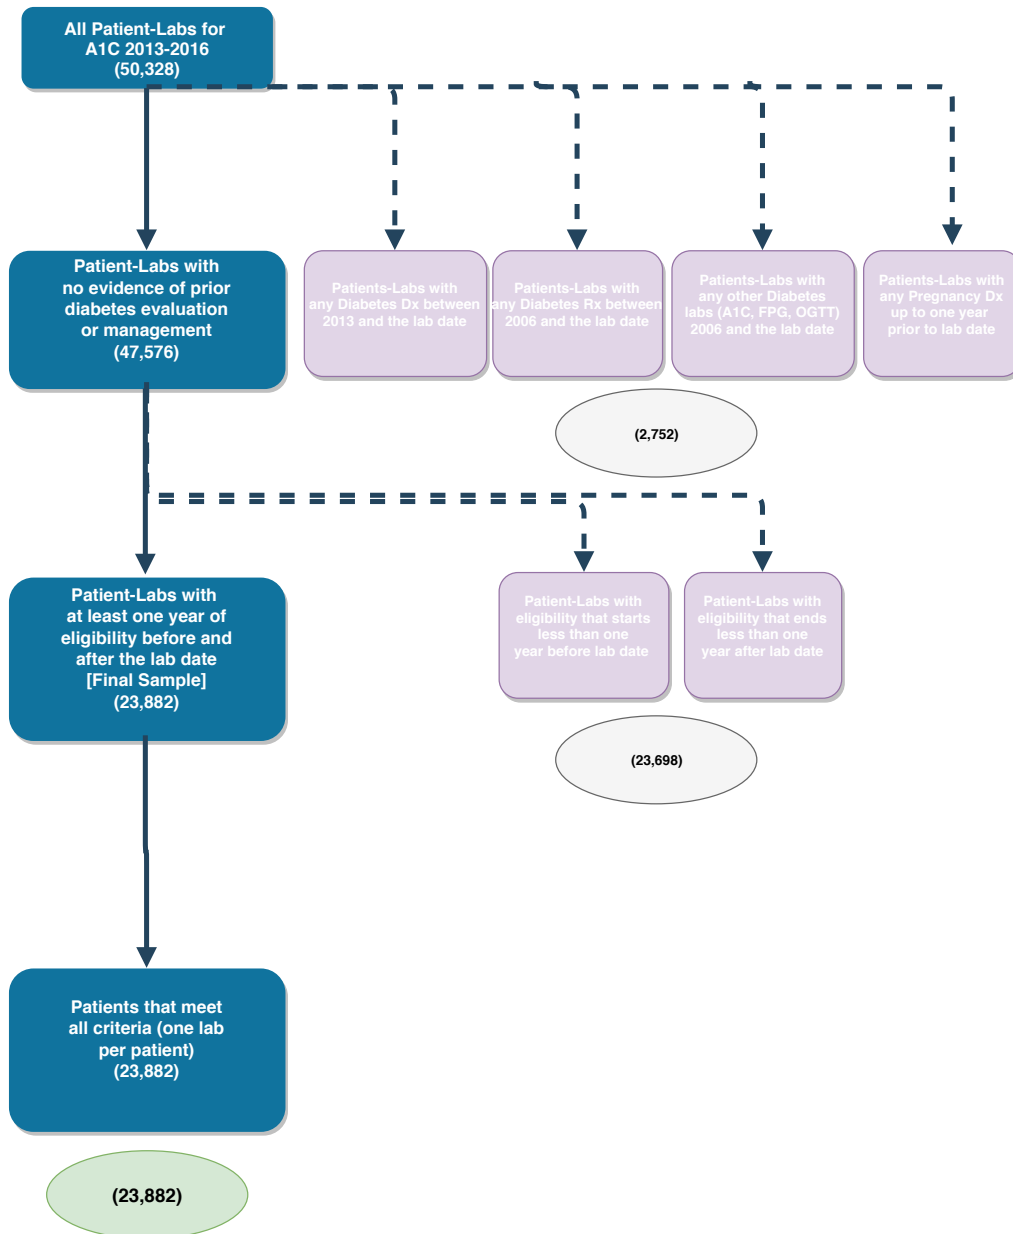 All Patient-Labs for
A1C 2013-2016
(50,328)
Patient-Labs with
no evidence of prior
diabetes evaluation
or management
(47,576)
Patients-Labs with
any Diabetes Dx between
2013 and the lab date
Patients-Labs with
any Diabetes Rx between
2006 and the lab date
Patients-Labs with
any other Diabetes
labs (A1C, FPG, OGTT)
2006 and the lab date
Patients-Labs with
any Pregnancy Dx
up to one year
prior to lab date
(2,752)
Patient-Labs with
at least one year of
eligibility before and
after the lab date
[Final Sample]
(23,882)
Patient-Labs with
eligibility that starts
less than one
year before lab date
Patient-Labs with
eligibility that ends
less than one
year after lab date
(23,698)
Patients that meet
all criteria (one lab
per patient)
(23,882)
(23,882)